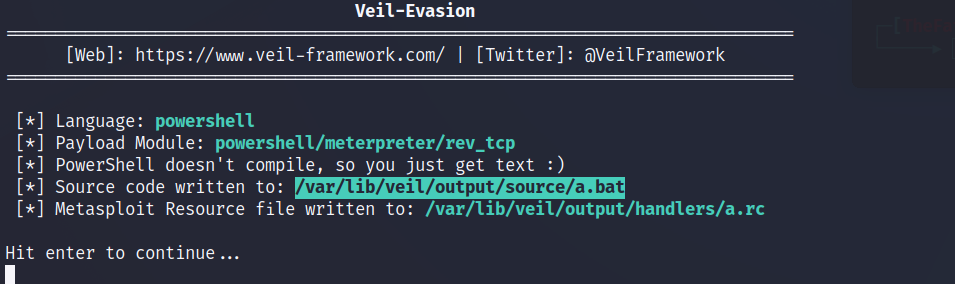 Veil-Evasion
[Web]: https://www.veil-framework.com/ | [Twitter]: @VeilFramework
[*] Language: powershell
[*] Payload Module: powershell/meterpreter/rev_tcp
[*] PowerShell doesn't compile, so you just get text :)
[*] Source code written to: /var/lib/veil/output/source/a.bat
[*] Metasploit Resource file written to: /var/lib/veil/output/handlers/a.rc
Hit enter to continue...